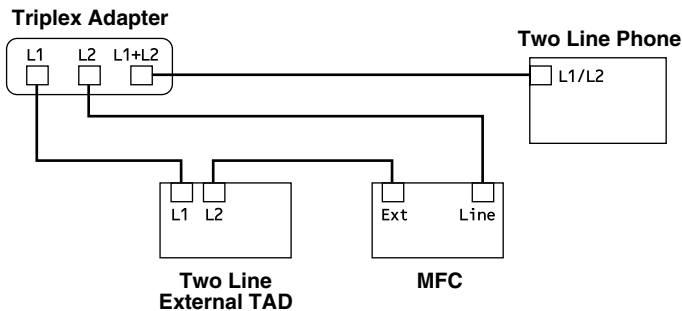 Triplex Adapter
L1 L2 L1+L2
Two Line Phone
L1/L2
L1 L2
Ext Line
Two Line
External TAD
MFC